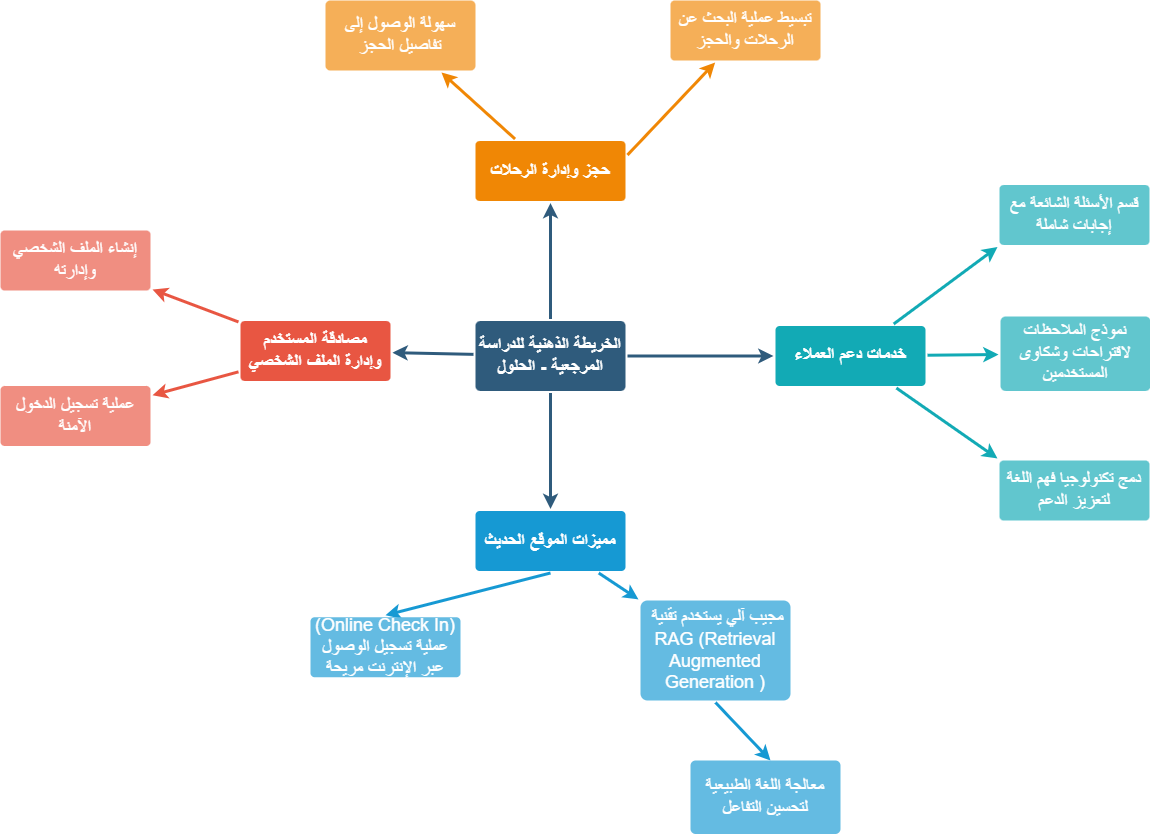 سهولة الوصول إلى
تفاصيل الحجز
تبسيط عملية البحث عن
الرحلات والحجز
حجز وإدارة الرحلات
قسم الأسئلة الشائعة مع
إجابات شاملة
إنشاء الملف الشخصي
وإدارته
مصادقة المستخدم
وإدارة الملف الشخصي
الخريطة الذهنية للدراسة
المرجعية - الحلول
خدمات دعم العملاء
نموذج الملاحظات
لاقتراحات وشكاوى
المستخدمين
عملية تسجيل الدخول
الآمنة
دمج تكنولوجيا فهم اللغة
لتعزيز الدعم
مميزات الموقع الحديث
(Online Check In)
عملية تسجيل الوصول
عبر الإنترنت مريحة
مجيب آلي يستخدم تقنية
RAG (Retrieval
Augmented
Generation )
معالجة اللغة الطبيعية
لتحسين التفاعل